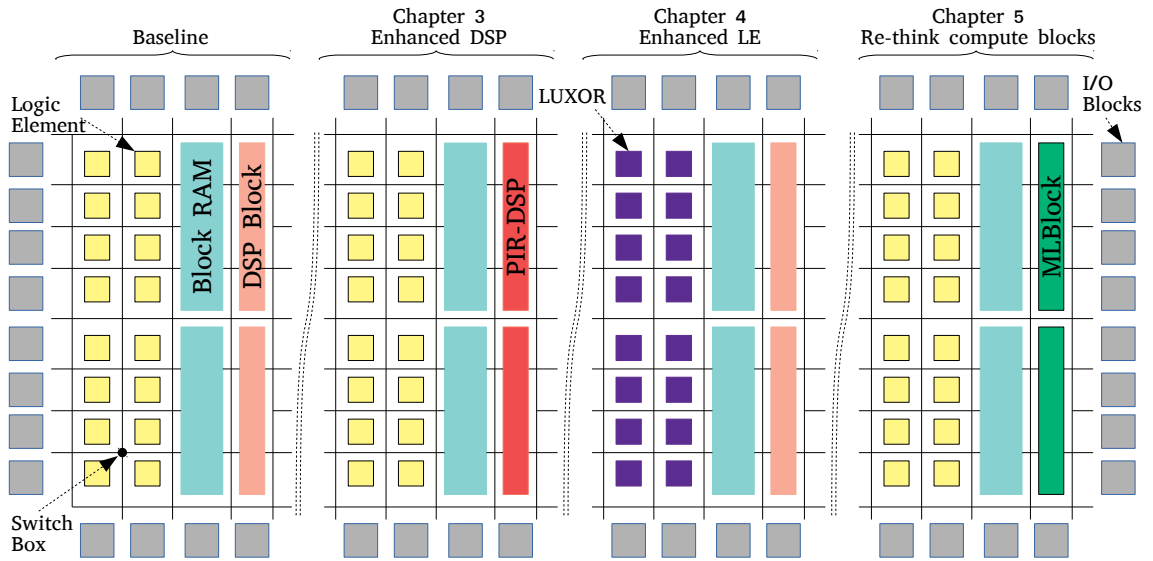 Baseline
Chapter 3
Enhanced DSP
Chapter 4
Enhanced LE
Chapter 5
Re-think compute blocks
Logic
Element
LUXOR
I/O
Blocks
Block RAM
DSP Block
PIR-DSP
MLBlock
Switch
Box